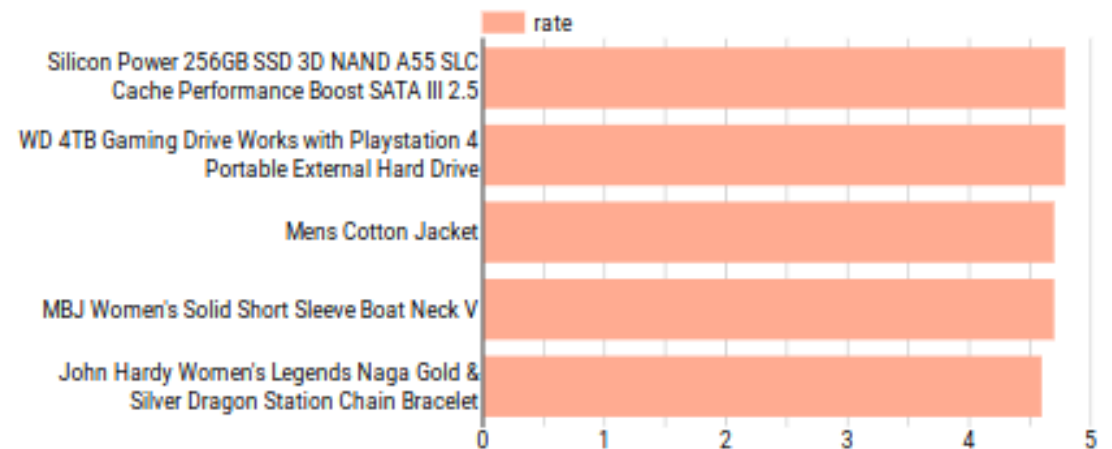 rate
Silicon Power 256GB SSD 3D NAND A55 SLC
Cache Performance Boost SATA III 2.5
WD 4TB Gaming Drive Works with Playstation 4
Portable External Hard Drive
Mens Cotton Jacket
MBJ Women's Solid Short Sleeve Boat Neck V
John Hardy Women's Legends Naga Gold &
Silver Dragon Station Chain Bracelet
0 1 2 3 4 5